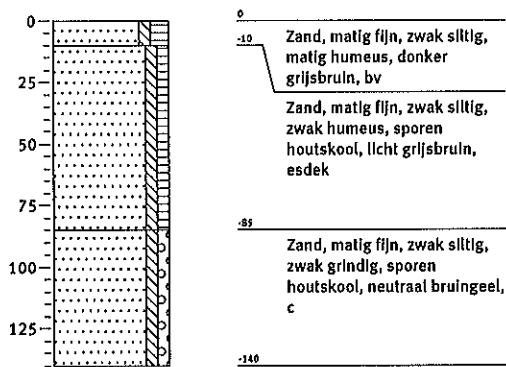 0
25
50
75
100
125
0
Zand, matig fijn, zwak siltig,
-10
matig humeus, donker
grijsbruin, bv
Zand, matig fijn, zwak siltig,
zwak humeus, sporen
houtskool, licht grijsbruin,
esdek
-85
Zand, matig fijn, zwak siltig,
zwak grindig, sporen
houtskool, neutraal bruingeel,
c
-140